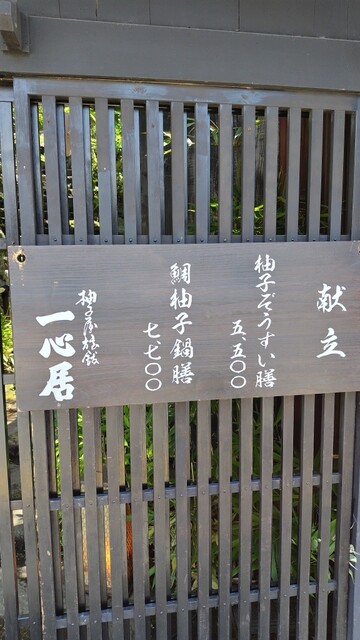 献立
柚子ぞうすい膳
五、五〇〇
鯛柚子鍋膳
七、七〇〇
柚子屋旅館
一心居